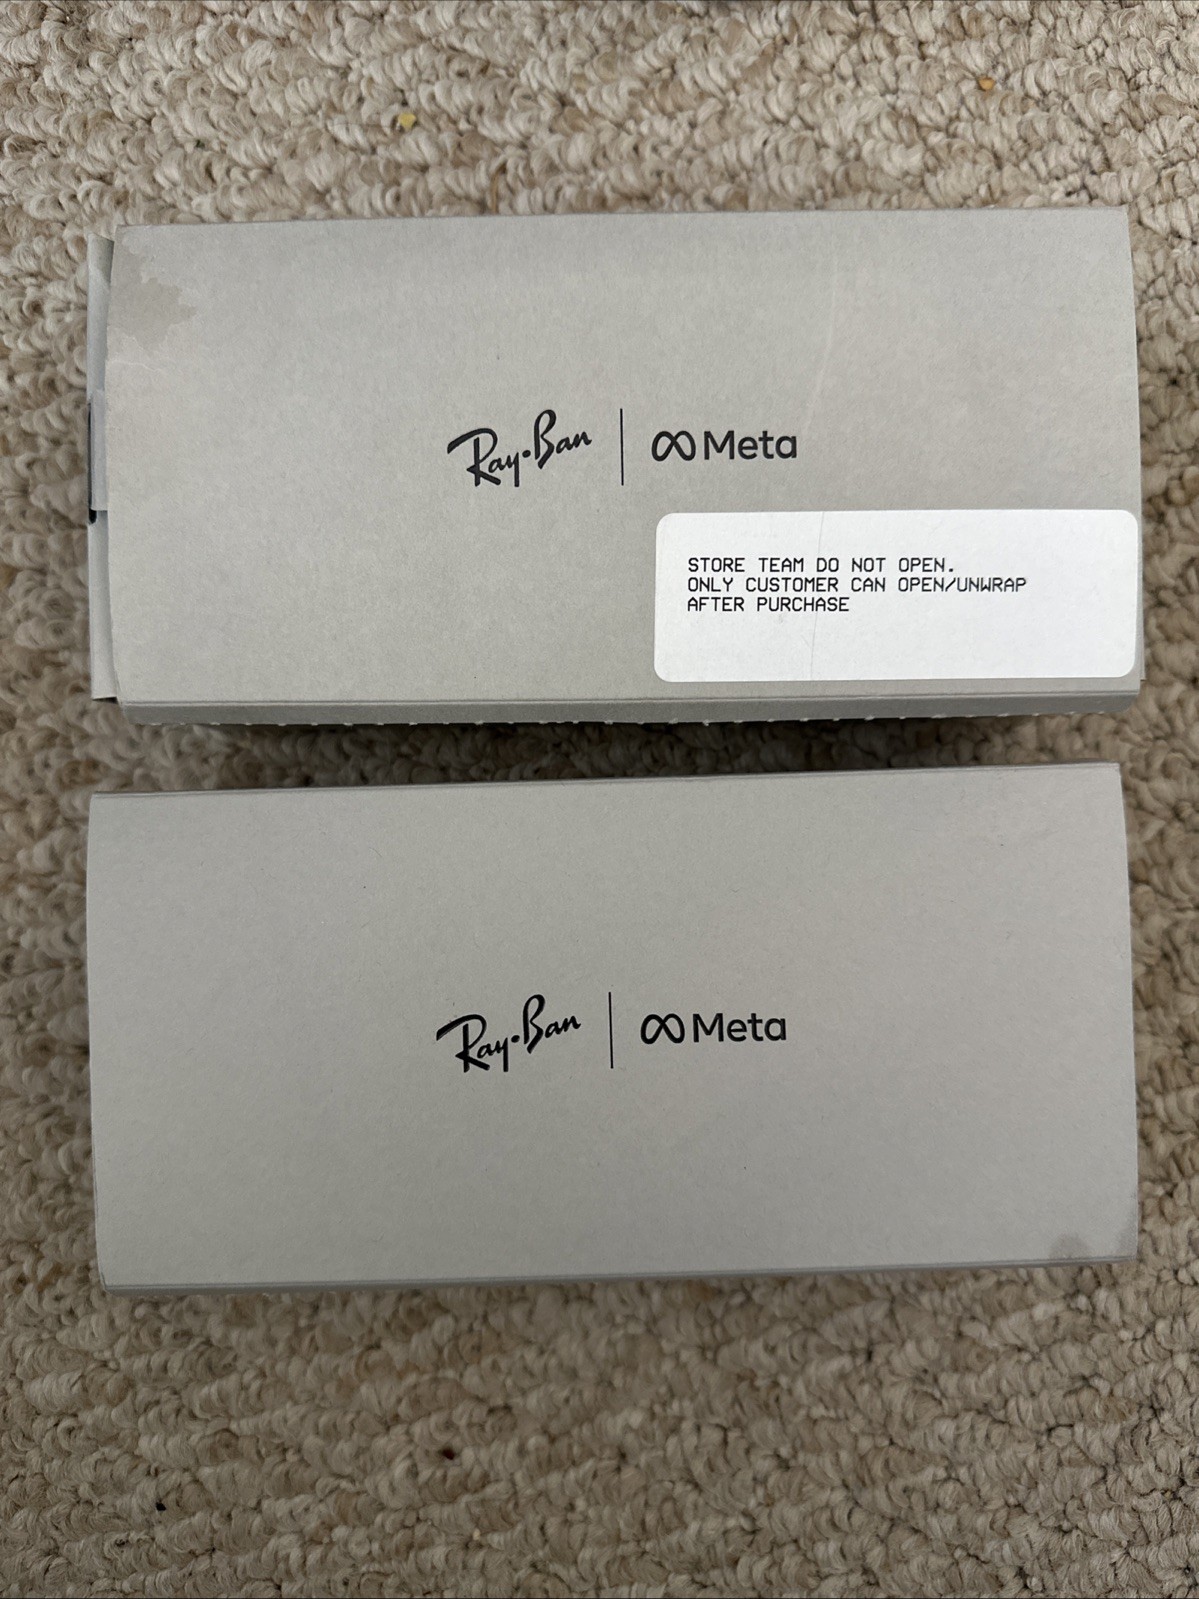 Ray-Ban | ∞ Meta
STORE TEAM DO NOT OPEN.
ONLY CUSTOMER CAN OPEN/UNWRAP
AFTER PURCHASE
Ray-Ban | ∞ Meta